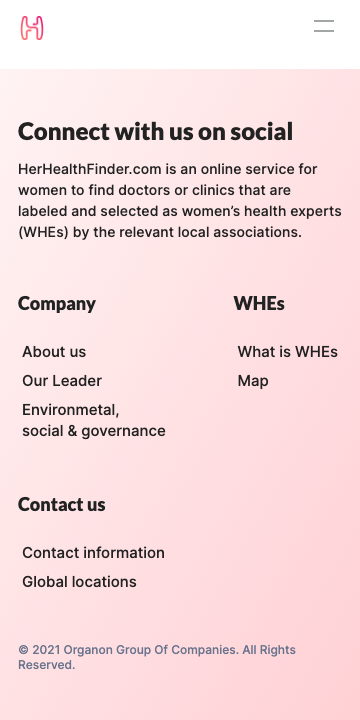 Connect with us on social
HerHealthFinder.com is an online service for
women to find doctors or clinics that are
labeled and selected as women’s health experts
(WHEs) by the relevant local associations.
Company
About us
Our Leader
Environmetal,
social & governance
WHEs
What is WHEs
Map
Contact us
Contact information
Global locations
© 2021 Organon Group Of Companies. All Rights
Reserved.